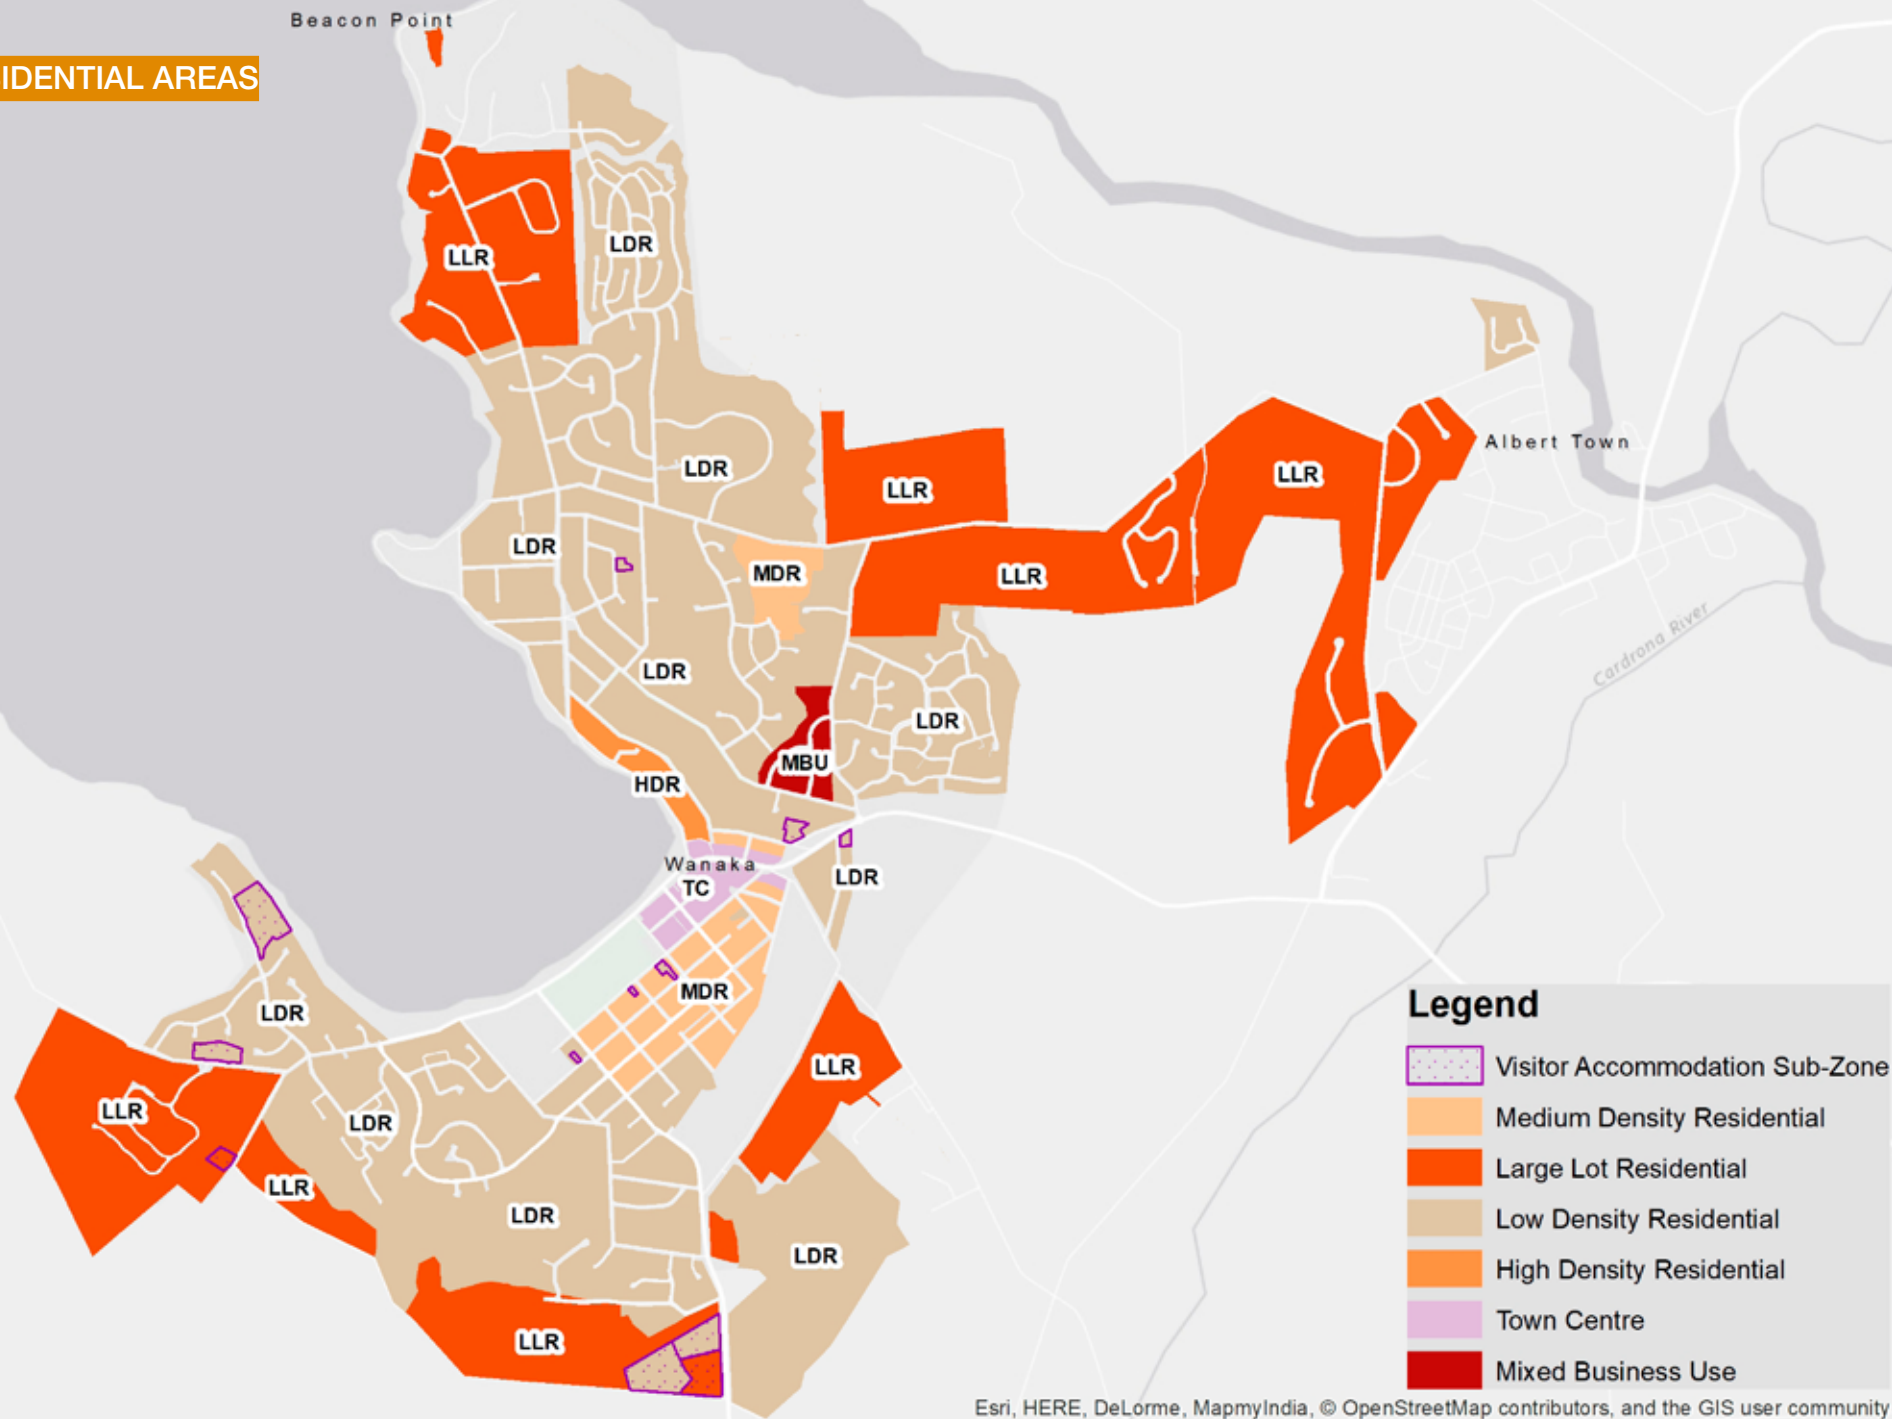 Beacon Point
IDENTIAL AREAS
LDR
LLR
Albert Town
LDR
LLR
LLR
LDR
MDR
LLR
Cardrona River
LDR
LDR
MBU
HDR
Wanaka
TC
LDR
MDR
LDR
LLR
LLR
LDR
LLR
LDR
LDR
LLR
Legend
Visitor Accommodation Sub-Zone
Medium Density Residential
Large Lot Residential
Low Density Residential
High Density Residential
Town Centre
Mixed Business Use
Esri, HERE, DeLorme, MapmyIndia, © OpenStreetMap contributors, and the GIS user community